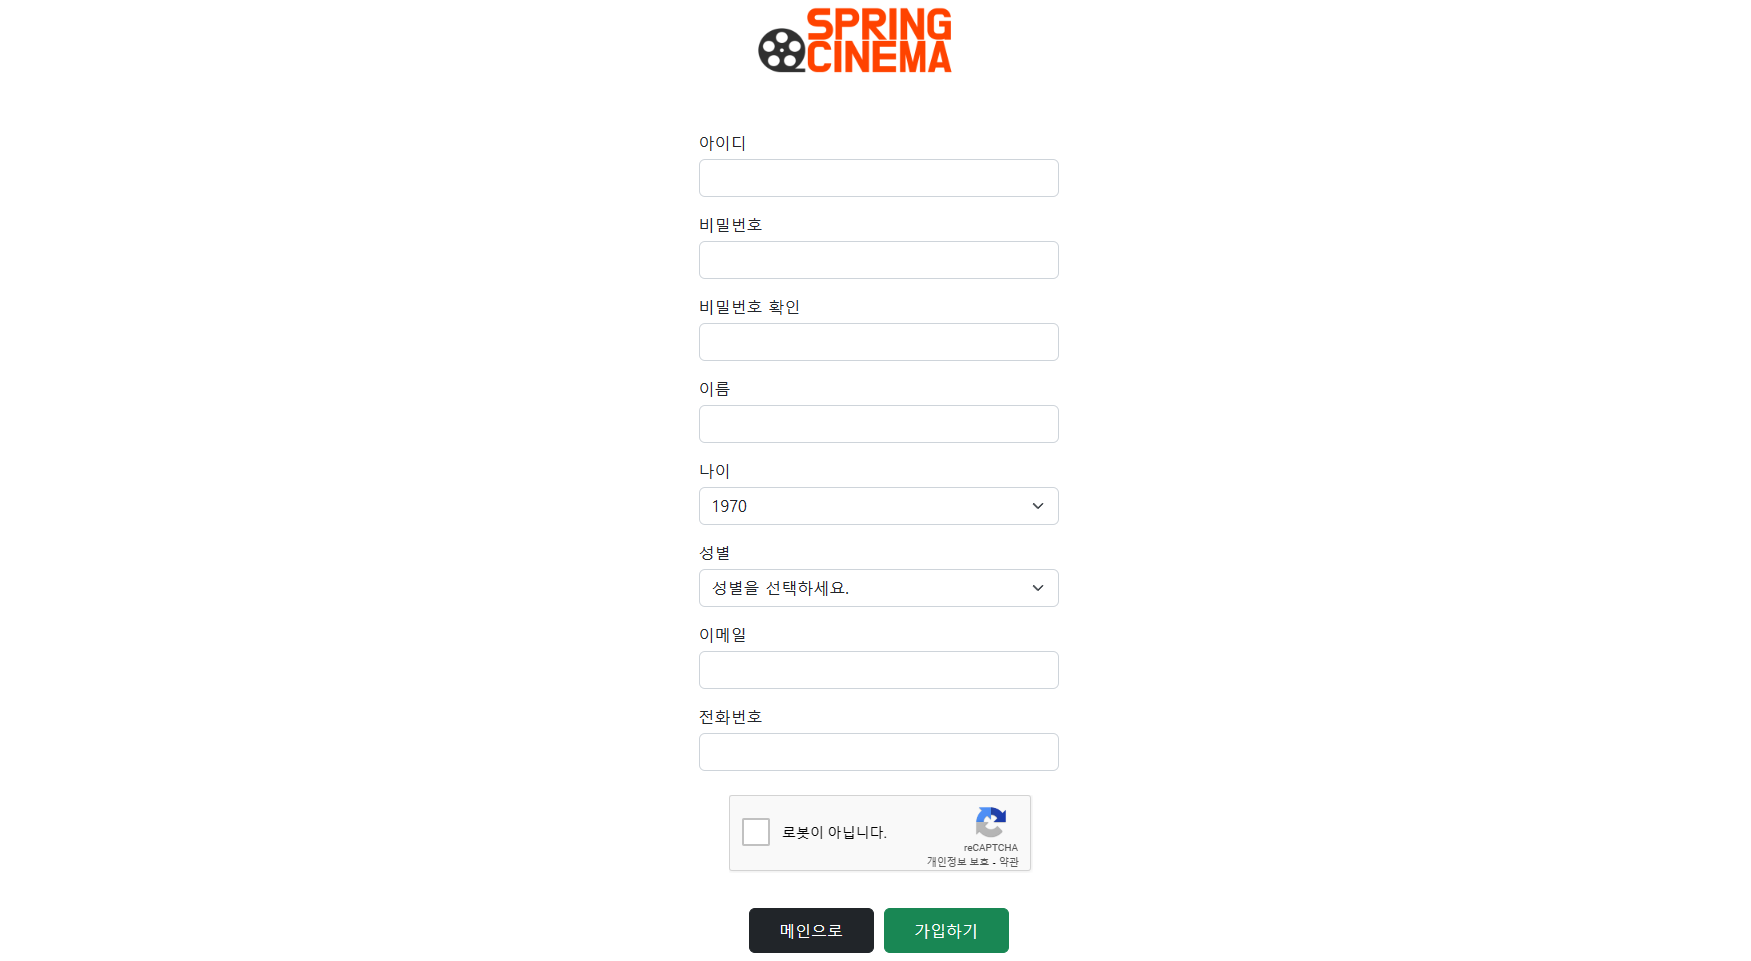 SPRING
CINEMA
아이디
비밀번호
비밀번호 확인
이름
나이
1970
성별
성별을 선택하세요.
이메일
전화번호
로봇이 아닙니다.
reCAPTCHA
개인정보 보호 - 약관
메인으로
가입하기